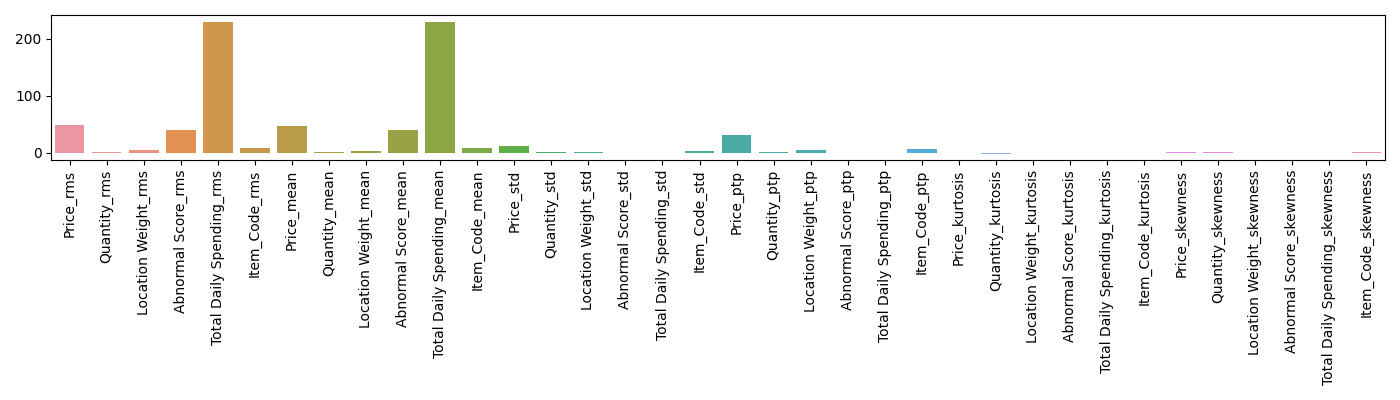 200
100
0
Price_rms
Quantity_rms
Location Weight_rms
Abnormal Score_rms
Total Daily Spending_rms
Item_Code_rms
Price_mean
Quantity_mean
Location Weight_mean
Abnormal Score_mean
Total Daily Spending_mean
Item_Code_mean
Price_std
Quantity_std
Location Weight_std
Abnormal Score_std
Total Daily Spending_std
Item_Code_std
Price_ptp
Quantity_ptp
Location Weight_ptp
Abnormal Score_ptp
Total Daily Spending_ptp
Item_Code_ptp
Price_kurtosis
Quantity_kurtosis
Location Weight_kurtosis
Abnormal Score_kurtosis
Total Daily Spending_kurtosis
Item_Code_kurtosis
Price_skewness
Quantity_skewness
Location Weight_skewness
Abnormal Score_skewness
Total Daily Spending_skewness
Item_Code_skewness